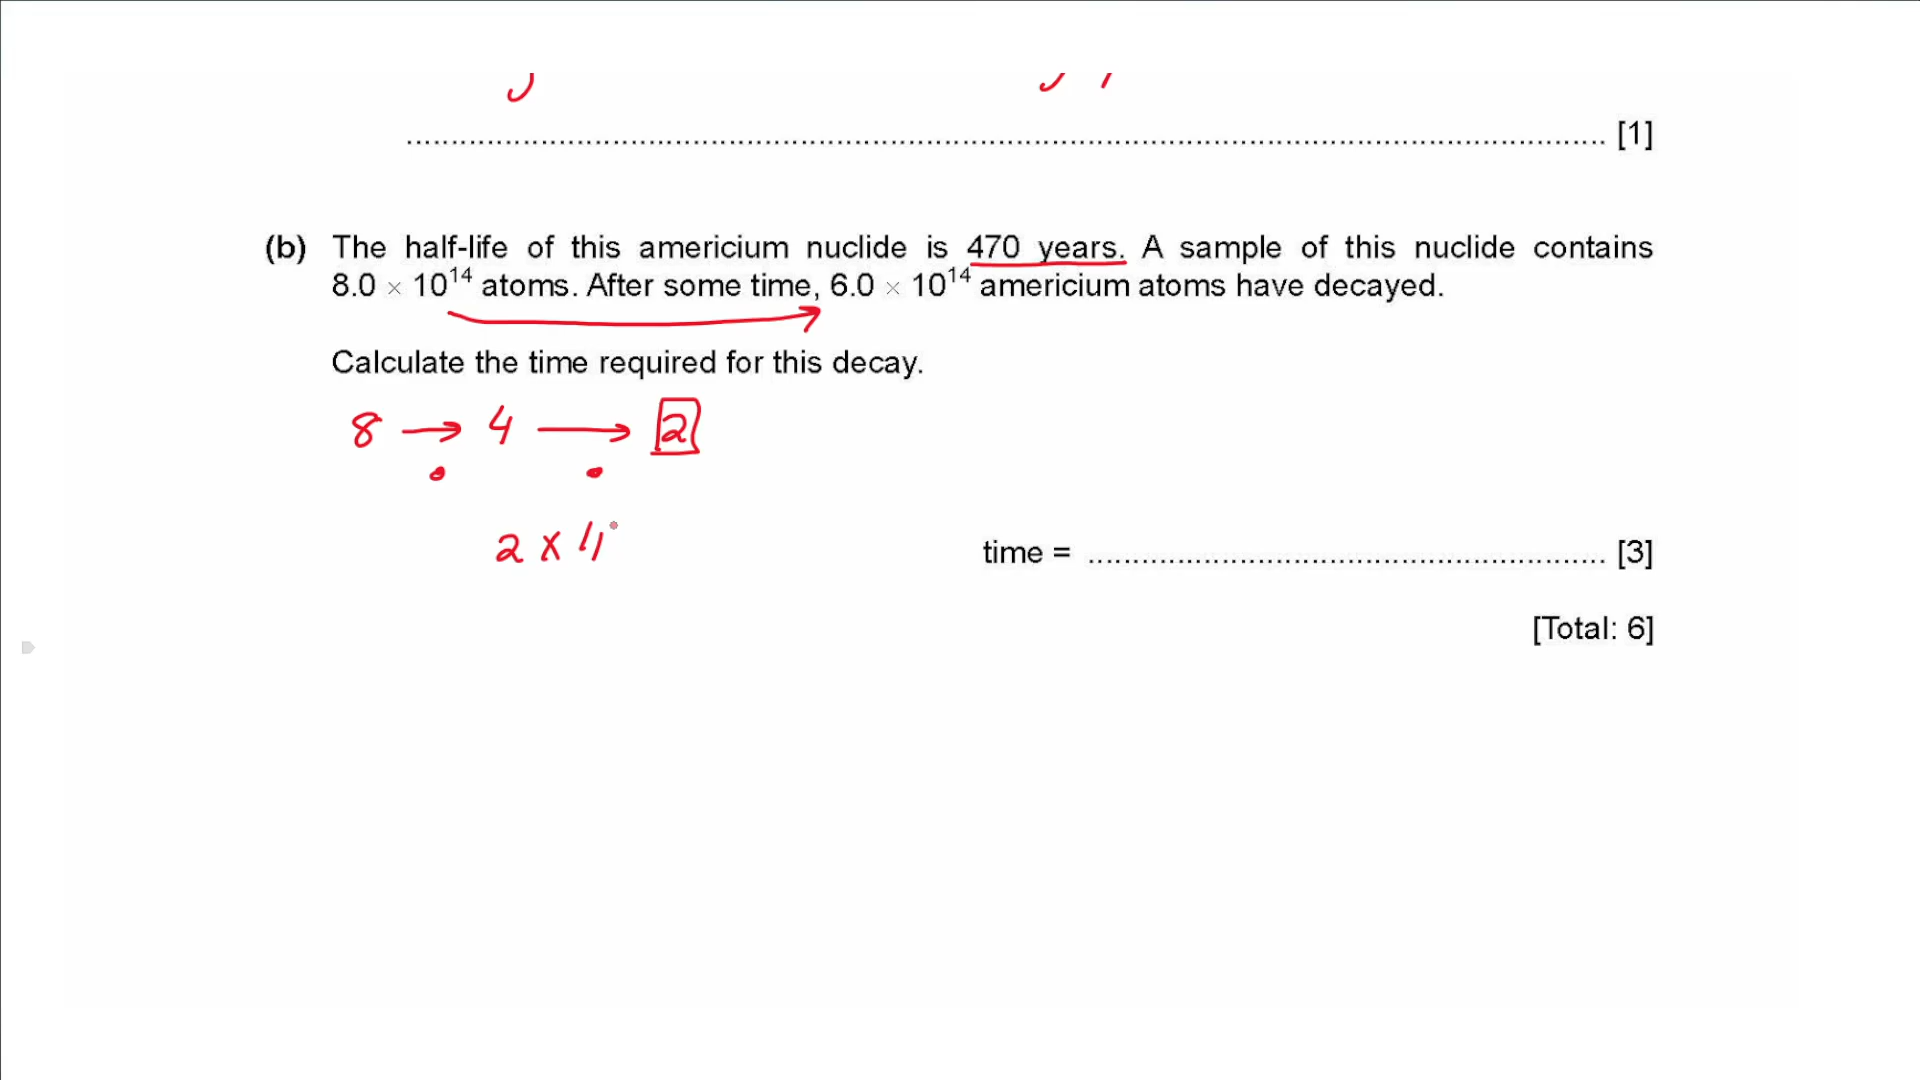 .................................................. [1]
(b) The half-life of this americium nuclide is 470 years. A sample of this nuclide contains
8.0 × 10¹⁴ atoms. After some time, 6.0 × 10¹⁴ americium atoms have decayed.
Calculate the time required for this decay.
8 → 4 → 2
2 × 4
time = .................................................. [3]
[Total: 6]